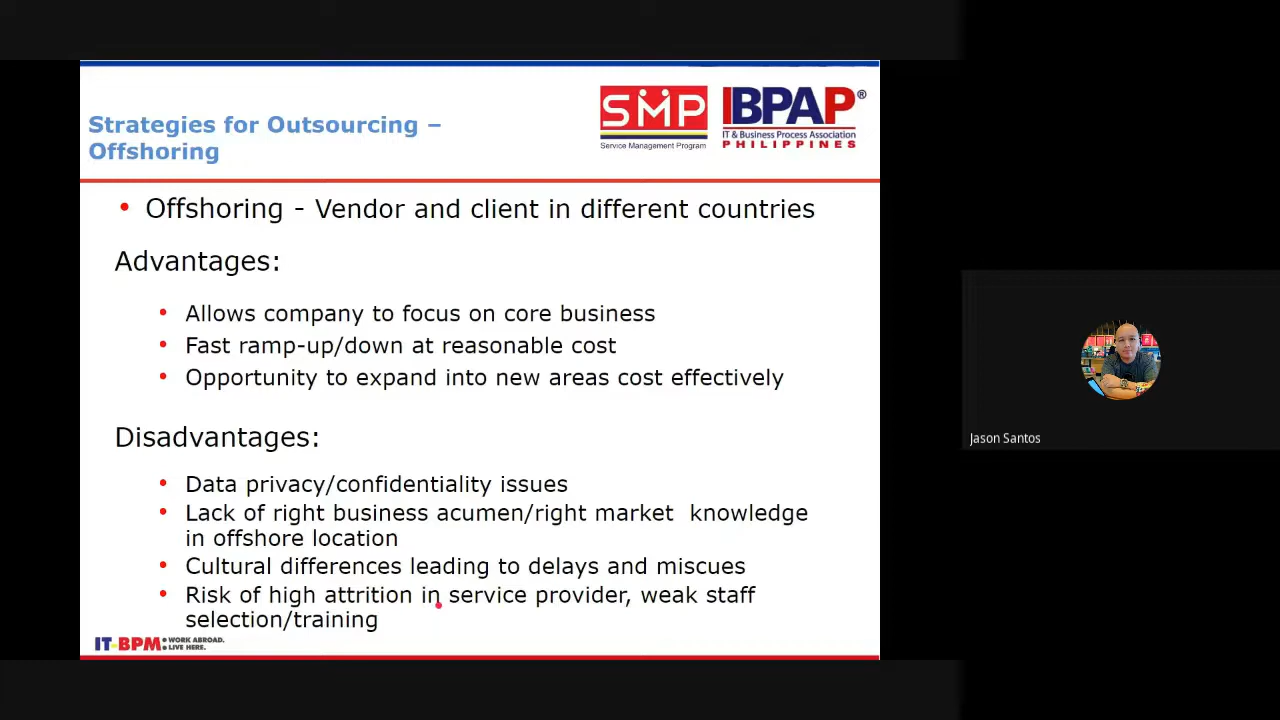 Strategies for Outsourcing –
Offshoring
SMP
Service Management Program
IBPAP®
IT & Business Process Association
PHILIPPINES
• Offshoring - Vendor and client in different countries
Advantages:
• Allows company to focus on core business
• Fast ramp-up/down at reasonable cost
• Opportunity to expand into new areas cost effectively
Disadvantages:
• Data privacy/confidentiality issues
• Lack of right business acumen/right market knowledge
in offshore location
• Cultural differences leading to delays and miscues
• Risk of high attrition in service provider, weak staff
selection/training
IT-BPM: WORK ABROAD.
LIVE HERE.
Jason Santos